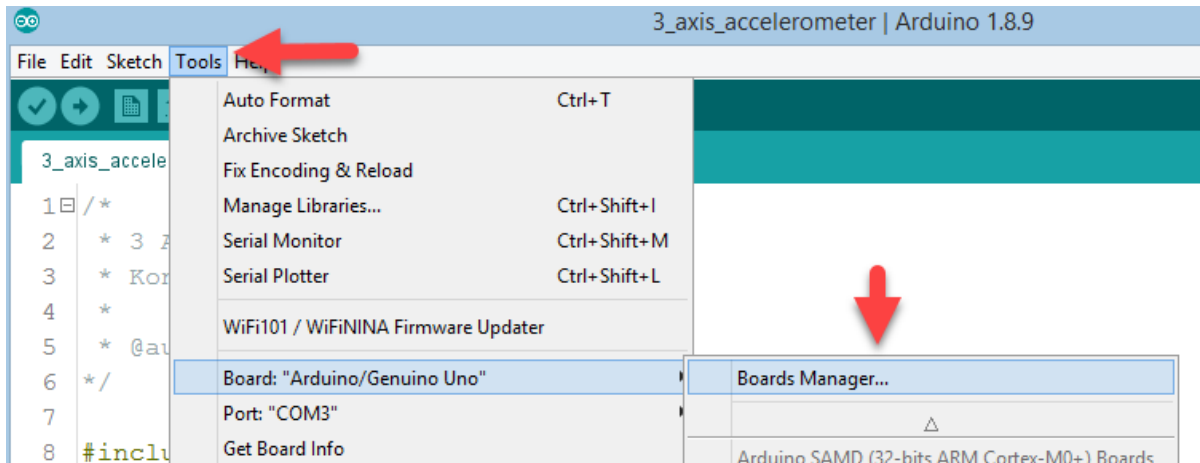 3_axis_accelerometer | Arduino 1.8.9
File Edit Sketch Tools
Auto Format Ctrl+T
Archive Sketch
3_axis_accele
Fix Encoding & Reload
1 /*
Manage Libraries... Ctrl+Shift+I
2 * 3
Serial Monitor Ctrl+Shift+M
3 * Kor
Serial Plotter Ctrl+Shift+L
4 *
WiFi101 / WiFiNINA Firmware Updater
5 * @au
Board: "Arduino/Genuino Uno" Boards Manager...
6 */
Port: "COM3"
7
8 #inclu
Get Board Info
Arduino SAMD (32-bits ARM Cortex-M0+) Boards